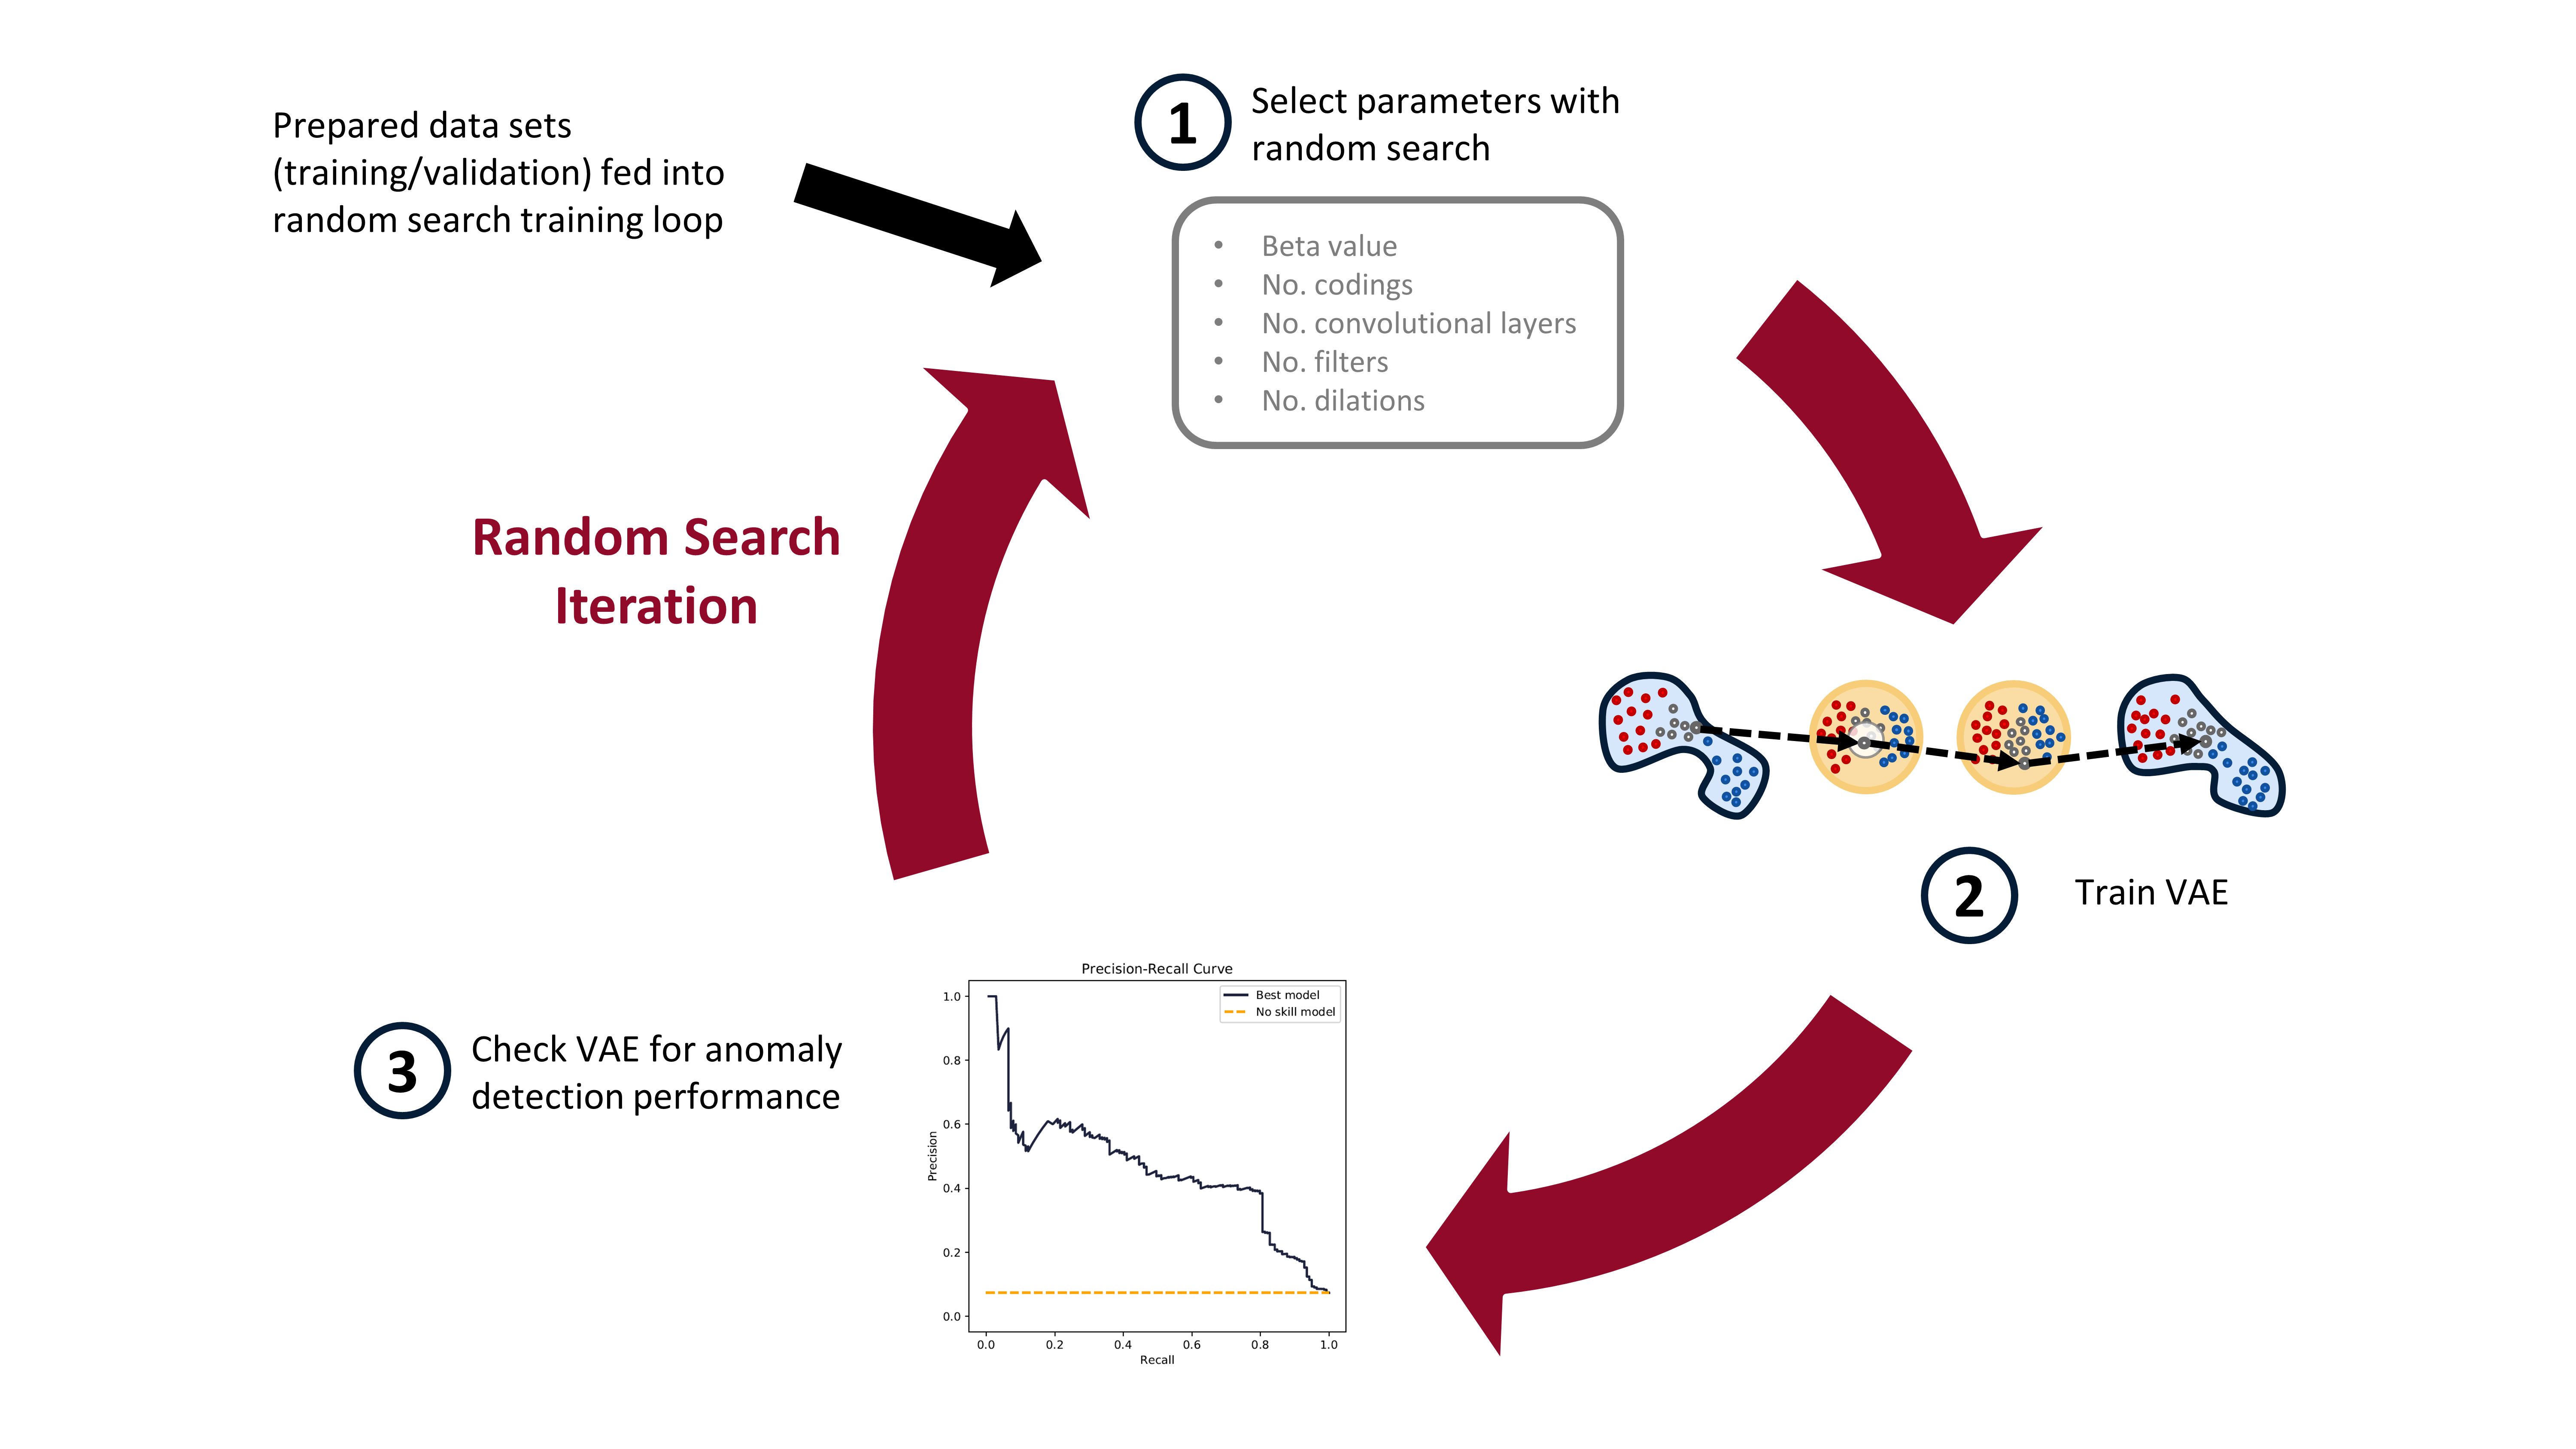 Prepared data sets
(training/validation) fed into
random search training loop
1
Select parameters with
random search
• Beta value
• No. codings
• No. convolutional layers
• No. filters
• No. dilations
Random Search
Iteration
2
Train VAE
3
Check VAE for anomaly
detection performance
Precision-Recall Curve
Best model
No skill model
Precision
1.0
0.8
0.6
0.4
0.2
0.0
0.0 0.2 0.4 0.6 0.8 1.0
Recall